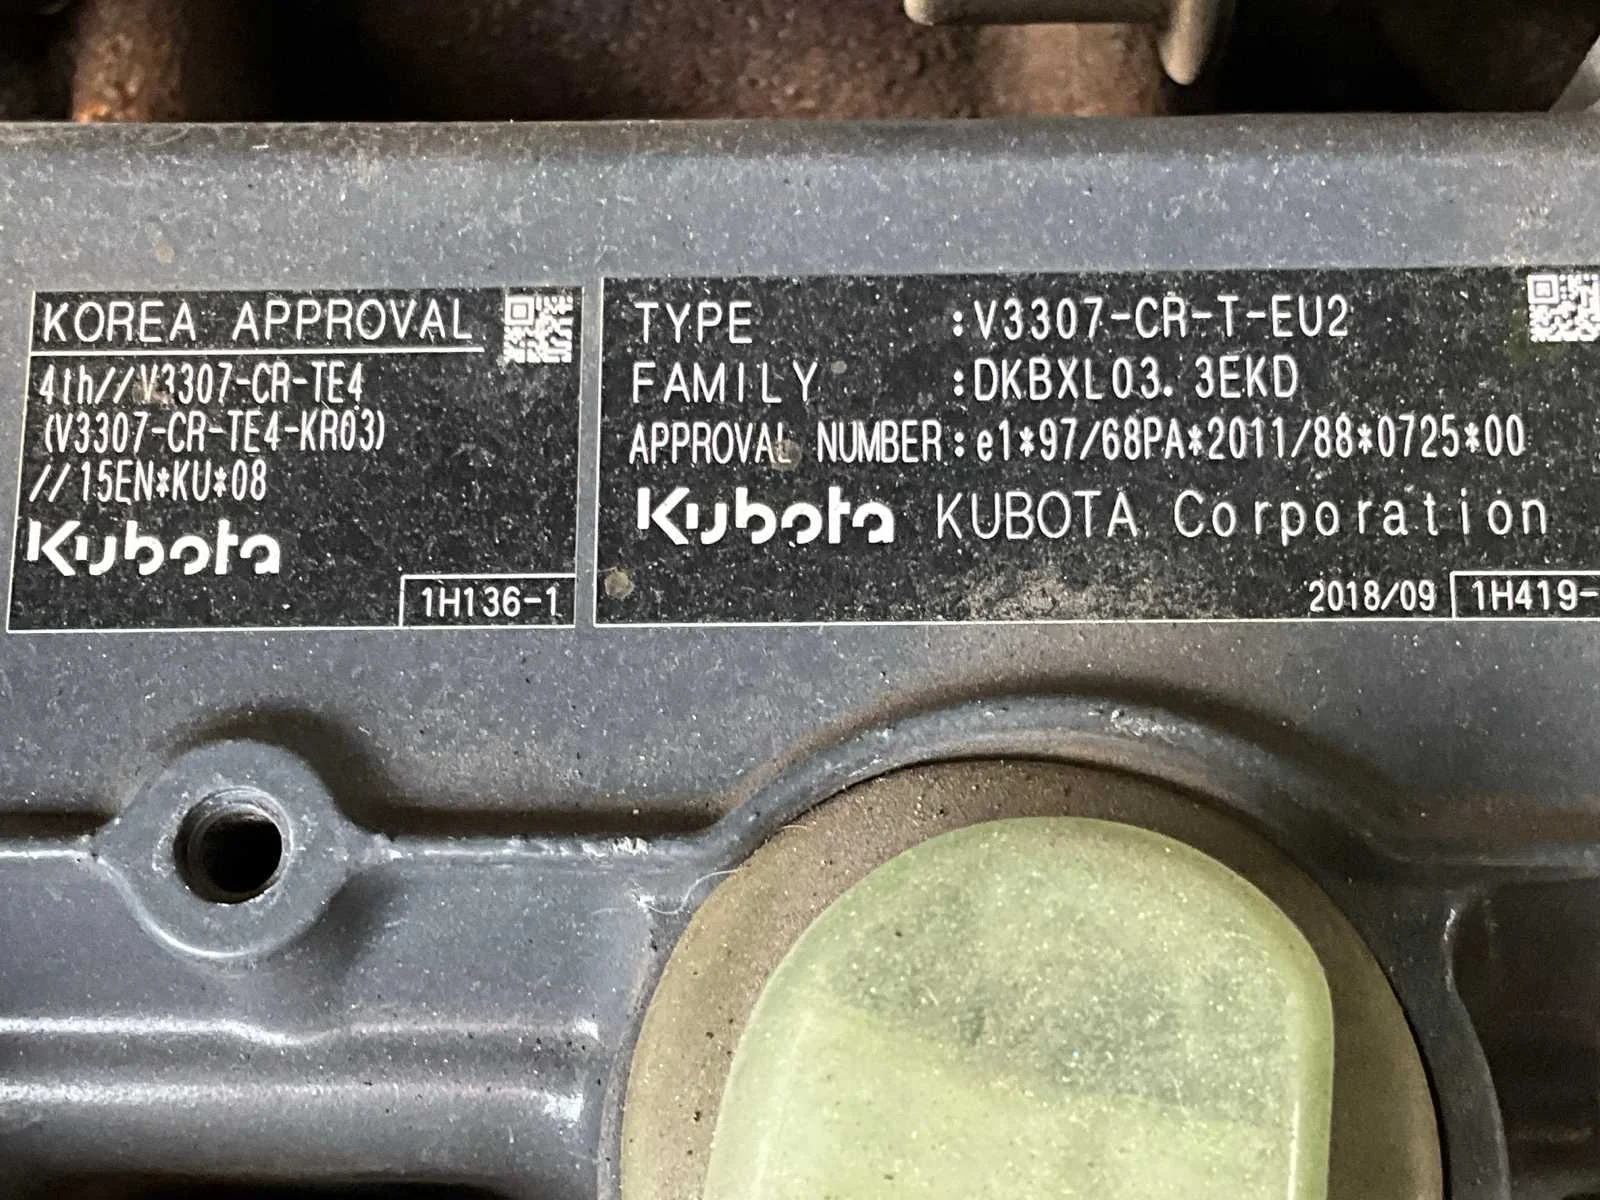 KOREA APPROVAL
4th//V3307-CR-TE4
(V3307-CR-TE4-KR03)
//15EN*KU*08
Kubota
1H136-1
TYPE :V3307-CR-T-EU2
FAMILY :DKBXL03.3EKD
APPROVAL NUMBER:e1*97/68PA*2011/88*0725*00
Kubota KUBOTA Corporation
2018/09 1H419-